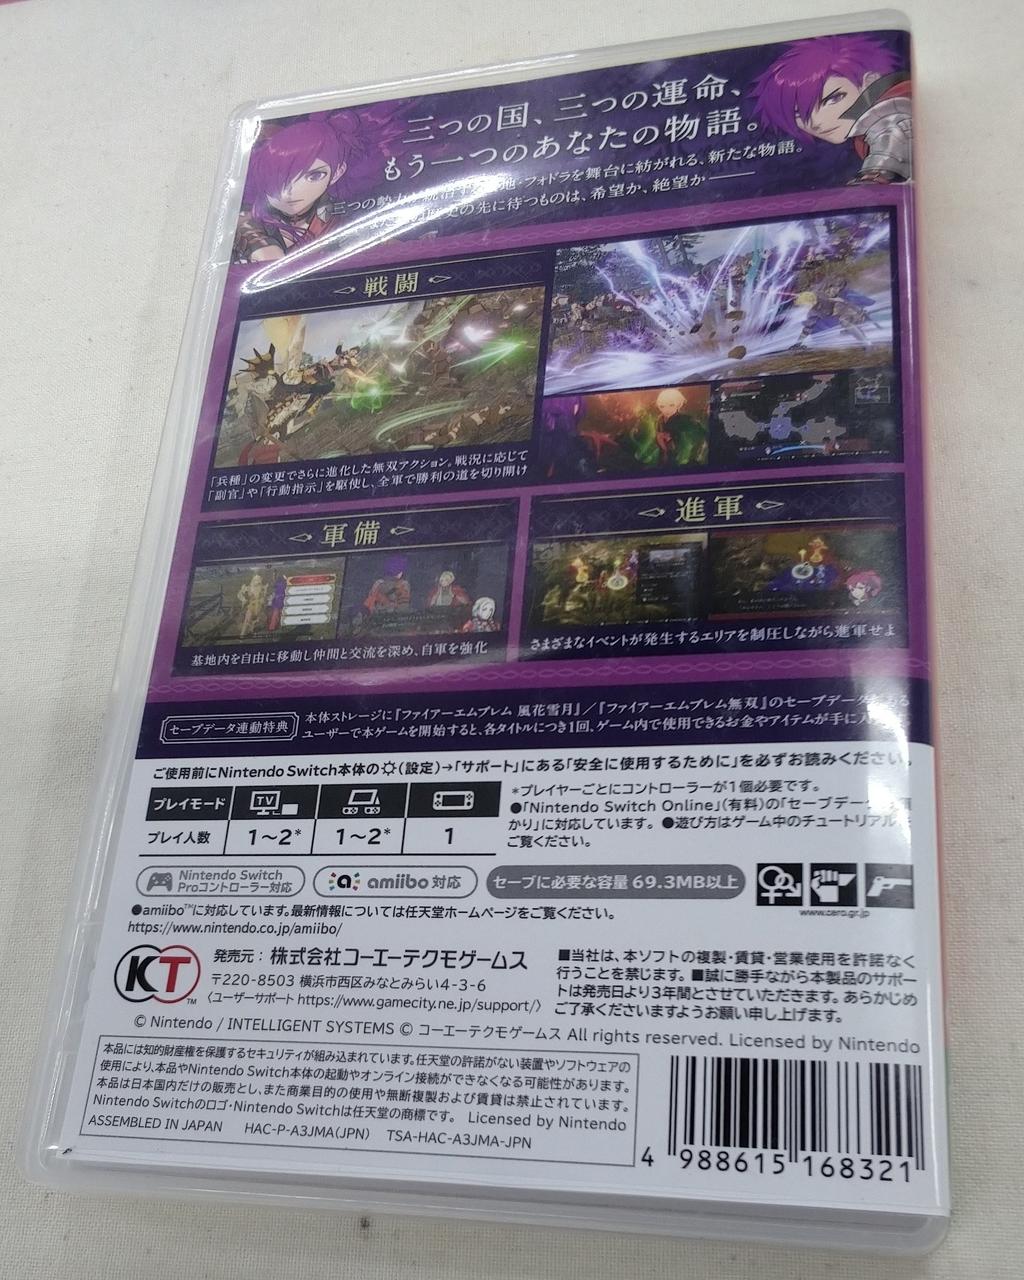 三つの国、三つの運命、
もう一つのあなたの物語。
三つの勢力が統治する 地・フォドラを舞台に紡がれる、新たな物語。
の先に待つものは、希望か、絶望か――
戦闘
「兵種」の変更でさらに進化した無双アクション。戦況に応じて
「副官」や「行動指示」を駆使し、全軍で勝利の道を切り開け
軍備
基地内を自由に移動し仲間と交流を深め、自軍を強化
進軍
さまざまなイベントが発生するエリアを制圧しながら進軍せよ
セーブデータ連動特典
本体ストレージに『ファイアーエムブレム 風花雪月』／『ファイアーエムブレム無双』のセーブデータがある
ユーザーで本ゲームを開始すると、各タイトルにつき1回、ゲーム内で使用できるお金やアイテムが手に入
ご使用前にNintendo Switch本体の(設定)→「サポート」にある「安全に使用するために」を必ずお読みください。
プレイモード TV
プレイ人数 1～2* 1～2* 1
*プレイヤーごとにコントローラーが1個必要です。
●「Nintendo Switch Online」(有料)の「セーブデータお預
かり」に対応しています。 ●遊び方はゲーム中のチュートリアル
ご覧ください。
Nintendo Switch
Proコントローラー対応
amiibo 対応
セーブに必要な容量 69.3MB以上
www.cero.gr.jp
●amiibo™に対応しています。最新情報については任天堂ホームページをご覧ください。
https://www.nintendo.co.jp/amiibo/
KT™
発売元：株式会社コーエーテクモゲームス
〒220-8503 横浜市西区みなとみらい4-3-6
〈ユーザーサポート https://www.gamecity.ne.jp/support/〉
■当社は、本ソフトの複製・賃貸・営業使用を許諾なく
行うことを禁じます。■誠に勝手ながら本製品のサポー
トは発売日より3年間とさせていただきます。あらかじめ
ご了承くださいますようお願い申し上げます。
© Nintendo / INTELLIGENT SYSTEMS © コーエーテクモゲームス All rights reserved. Licensed by Nintendo
本品には知的財産権を保護するセキュリティが組み込まれています。任天堂の許諾がない装置やソフトウェアの
使用により、本品やNintendo Switch本体の起動やオンライン接続ができなくなる可能性があります。
本品は日本国内だけの販売とし、また商業目的の使用や無断複製および賃貸は禁止されています。
Nintendo Switchのロゴ・Nintendo Switchは任天堂の商標です。 Licensed by Nintendo
ASSEMBLED IN JAPAN HAC-P-A3JMA(JPN) TSA-HAC-A3JMA-JPN
4 988615 168321